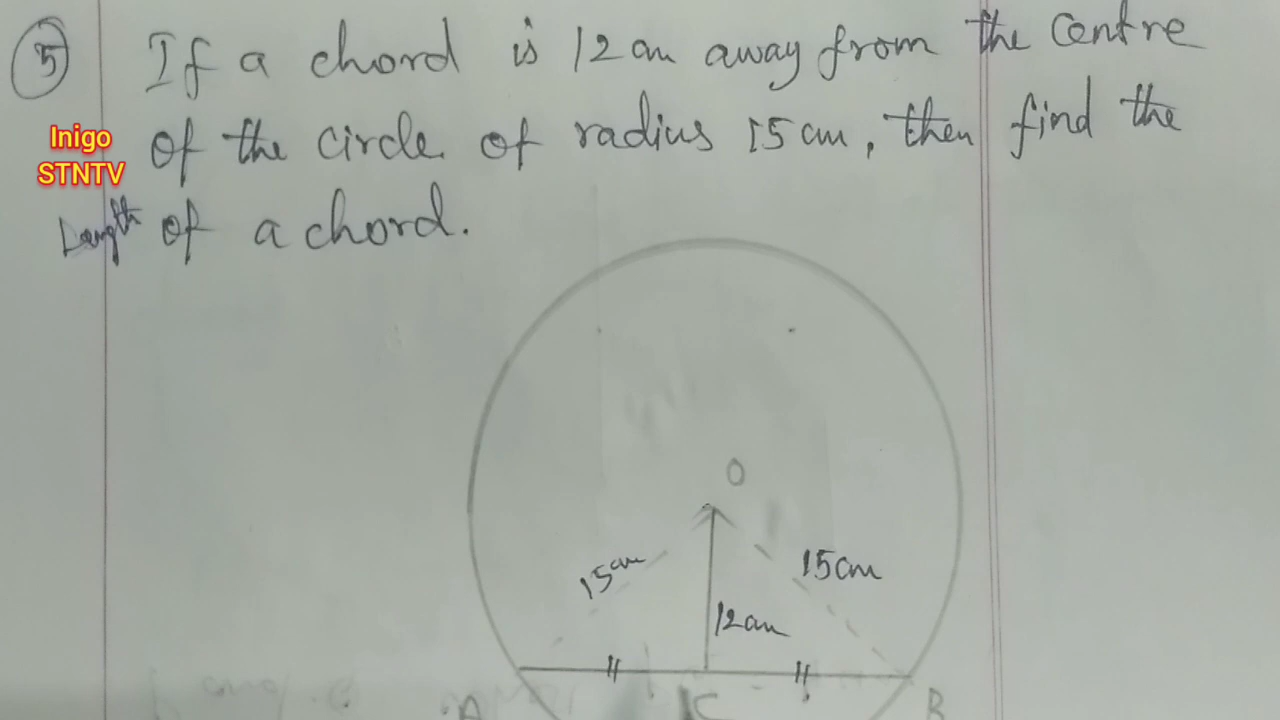 5 If a chord is 12 cm away from the centre
Inigo
STNTV
of the circle of radius 15 cm, then find the
Length of a chord.
O
15cm
15cm
12cm
A C B